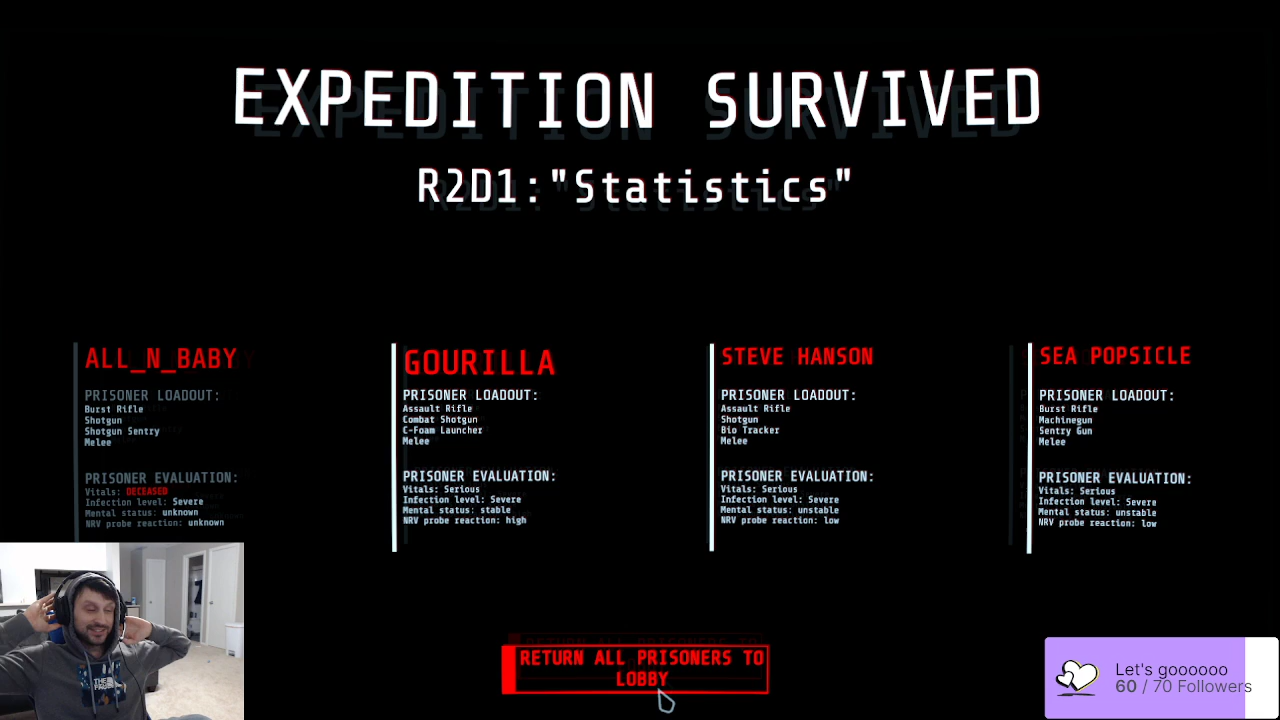 EXPEDITION SURVIVED
R2D1:"Statistics"
ALL_N_BABY
PRISONER LOADOUT:
Burst Rifle
Shotgun
Shotgun Sentry
Melee
PRISONER EVALUATION:
Vitals: DECEASED
Infection level: Severe
Mental status: unknown
NRV probe reaction: unknown
GOURILLA
PRISONER LOADOUT:
Assault Rifle
Combat Shotgun
C-Foam Launcher
Melee
PRISONER EVALUATION:
Vitals: Serious
Infection level: Severe
Mental status: stable
NRV probe reaction: high
STEVE HANSON
PRISONER LOADOUT:
Assault Rifle
Shotgun
Bio Tracker
Melee
PRISONER EVALUATION:
Vitals: Serious
Infection level: Severe
Mental status: unstable
NRV probe reaction: low
SEA POPSICLE
PRISONER LOADOUT:
Burst Rifle
Machinegun
Sentry Gun
Melee
PRISONER EVALUATION:
Vitals: Serious
Infection level: Severe
Mental status: unstable
NRV probe reaction: low
RETURN ALL PRISONERS TO
LOBBY
Let's goooooo
60 / 70 Followers